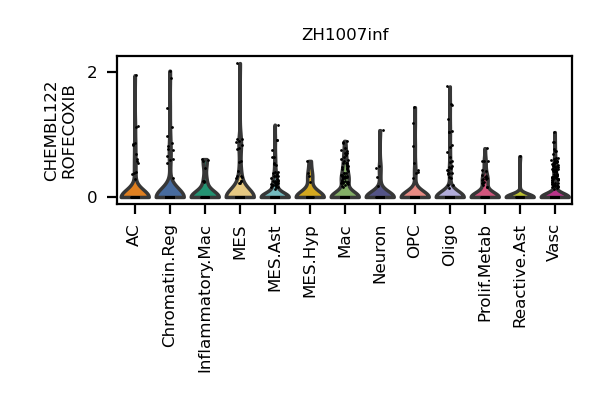 ZH1007inf
CHEMBL122
ROFECOXIB
2
0
AC
Chromatin.Reg
Inflammatory.Mac
MES
MES.Ast
MES.Hyp
Mac
Neuron
OPC
Oligo
Prolif.Metab
Reactive.Ast
Vasc